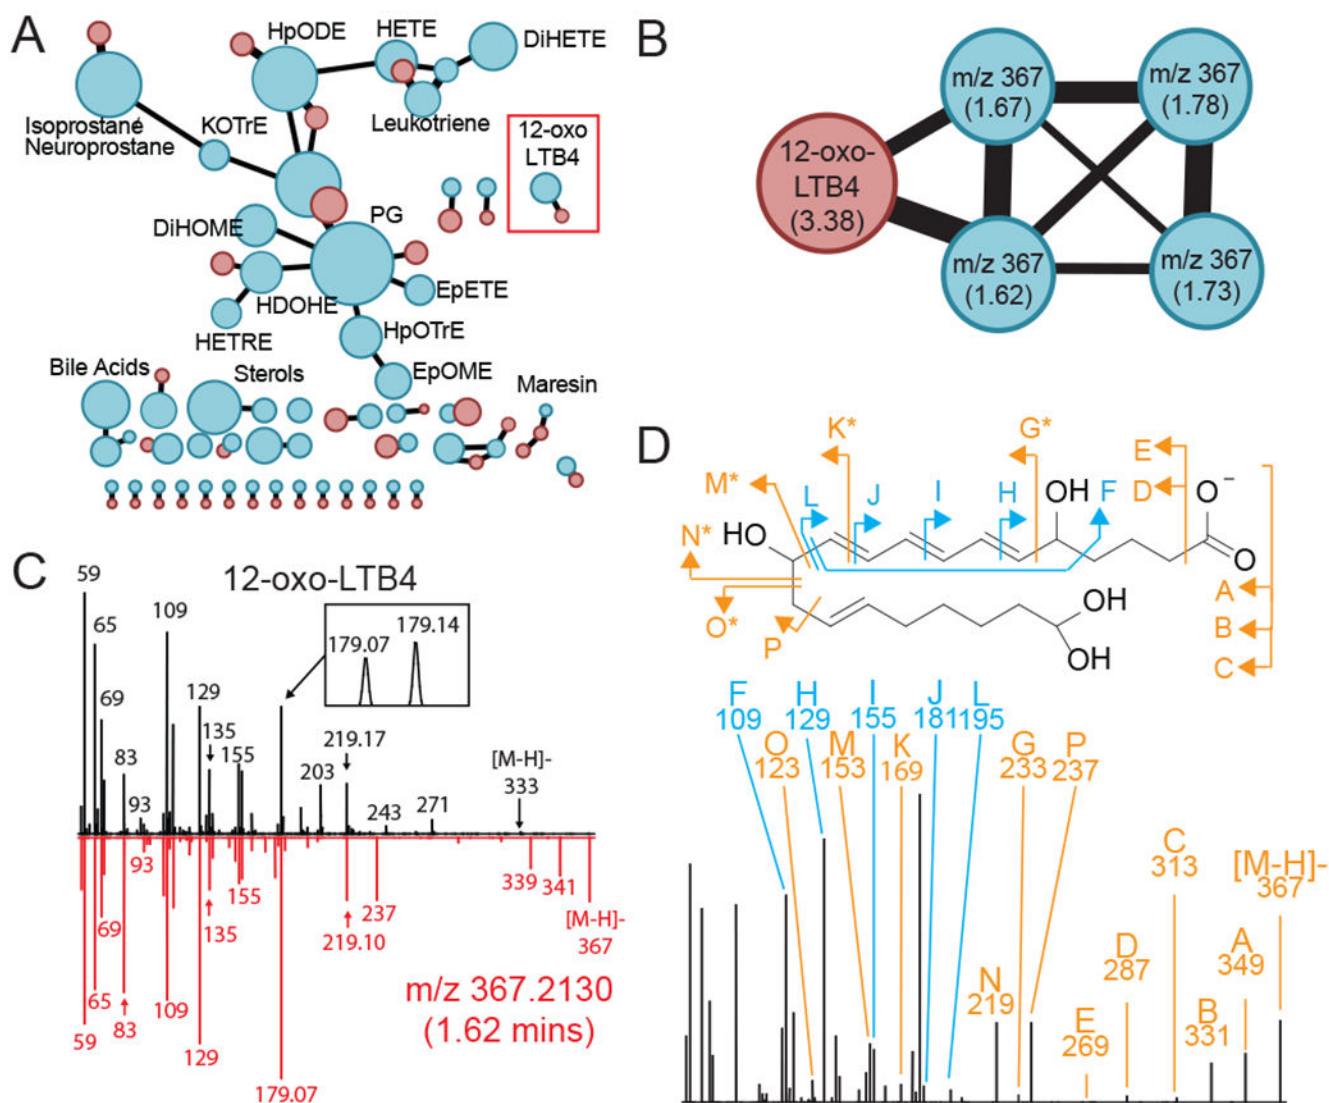 A
HpODE
HETE
DiHETE
Isoprostane
Neuroprostane
KOTrE
Leukotriene
12-oxo
LTB4
DiHOME
PG
HDOHE
EpETE
HETRE
HpOTrE
EpOME
Bile Acids
Sterols
Maresin
B
12-oxo-
LTB4
(3.38)
m/z 367
(1.67)
m/z 367
(1.78)
m/z 367
(1.62)
m/z 367
(1.73)
C
12-oxo-LTB4
59
65
69
83
93
109
129
135
155
179.07
179.14
203
219.17
243
271
[M-H]-
333
59
65
69
83
93
109
129
135
155
179.07
219.10
237
339
341
[M-H]-
367
m/z 367.2130
(1.62 mins)
D
K*
G*
E
M*
L
J
I
H
OH
F
D
O-
HO
N*
O
A
O*
P
OH
B
OH
C
F
109
H
129
I
155
J
181
L
195
O
123
M
153
K
169
G
233
P
237
N
219
E
269
D
287
C
313
B
331
A
349
[M-H]-
367